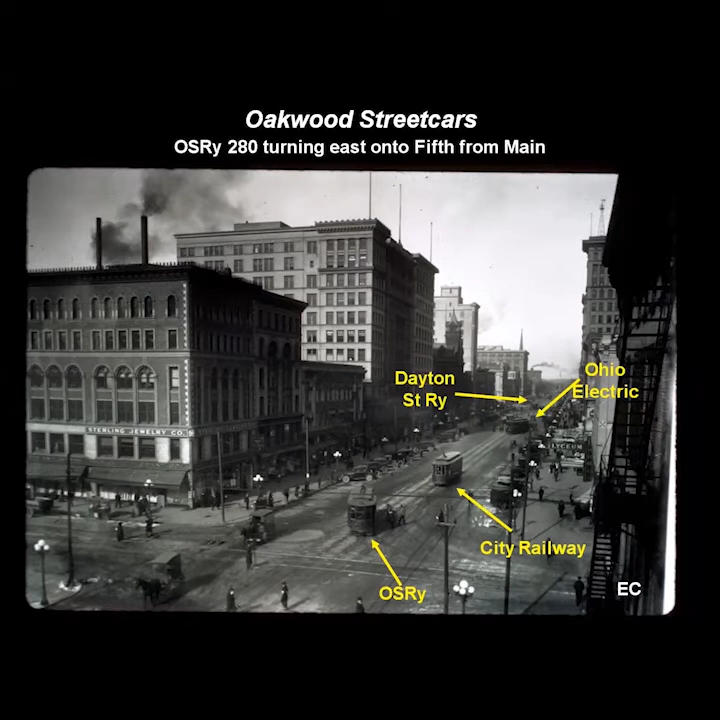 Oakwood Streetcars
OSRy 280 turning east onto Fifth from Main
Dayton
St Ry
Ohio
Electric
STERLING JEWELRY CO.
LYCEUM
City Railway
OSRy
EC